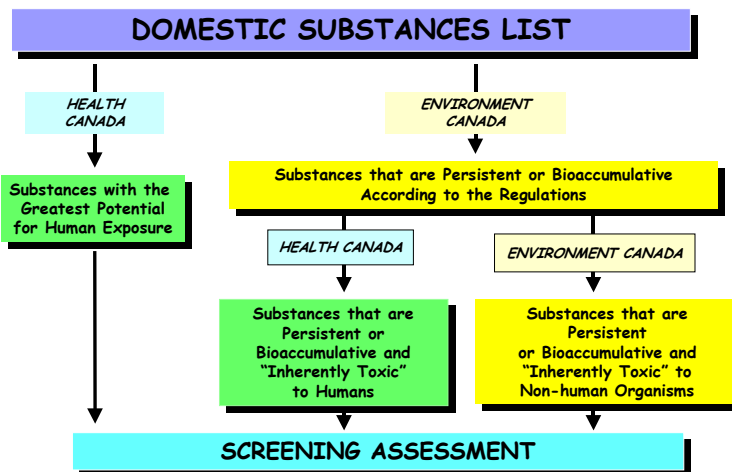 DOMESTIC SUBSTANCES LIST
HEALTH
CANADA
ENVIRONMENT
CANADA
Substances with the
Greatest Potential
for Human Exposure
Substances that are Persistent or Bioaccumulative
According to the Regulations
HEALTH CANADA
ENVIRONMENT CANADA
Substances that are
Persistent or
Bioaccumulative and
“Inherently Toxic”
to Humans
Substances that are
Persistent
or Bioaccumulative and
“Inherently Toxic” to
Non-human Organisms
SCREENING ASSESSMENT